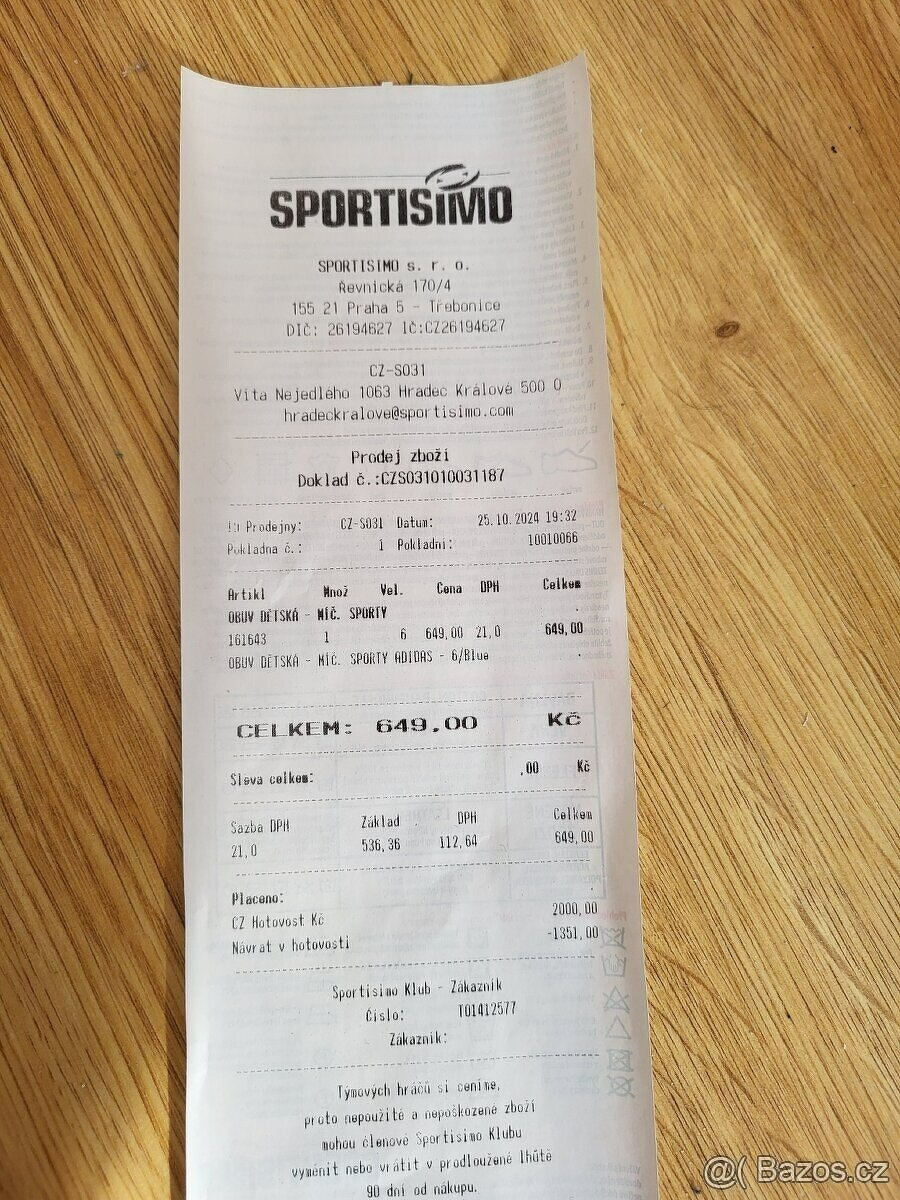 SPORTISIMO
SPORTISIMO s. r. o.
Řevnická 170/4
155 21 Praha 5 - Třebonice
DIČ: 26194627 IČ:CZ26194627
CZ-S031
Víta Nejedlého 1063 Hradec Králové 500 0
hradeckralove@sportisimo.com
Prodej zboží
Doklad č.:CZS031010031187
Prodejny: CZ-S031 Datum: 25.10.2024 19:32
Pokladna č.: 1 Pokladní: 10010066
Artikl Množ Vel. Cena DPH Celkem
OBUV DĚTSKÁ - MÍČ. SPORTY
161643 1 6 649,00 21,0 649,00
OBUV DĚTSKÁ - MÍČ. SPORTY ADIDAS - 6/Blue
CELKEM: 649,00 Kč
Sleva celkem: ,00 Kč
Sazba DPH Základ DPH Celkem
21,0 536,36 112,64 649,00
Placeno:
CZ Hotovost Kč 2000,00
Návrat v hotovosti -1351,00
Sportisimo Klub - Zákazník
Číslo: T01412577
Zákazník:
Týmových hráčů si ceníme,
proto nepoužité a nepoškozené zboží
mohou členové Sportisimo Klubu
vyměnit nebo vrátit v prodloužené lhůtě
90 dní od nákupu.
@( Bazos.cz